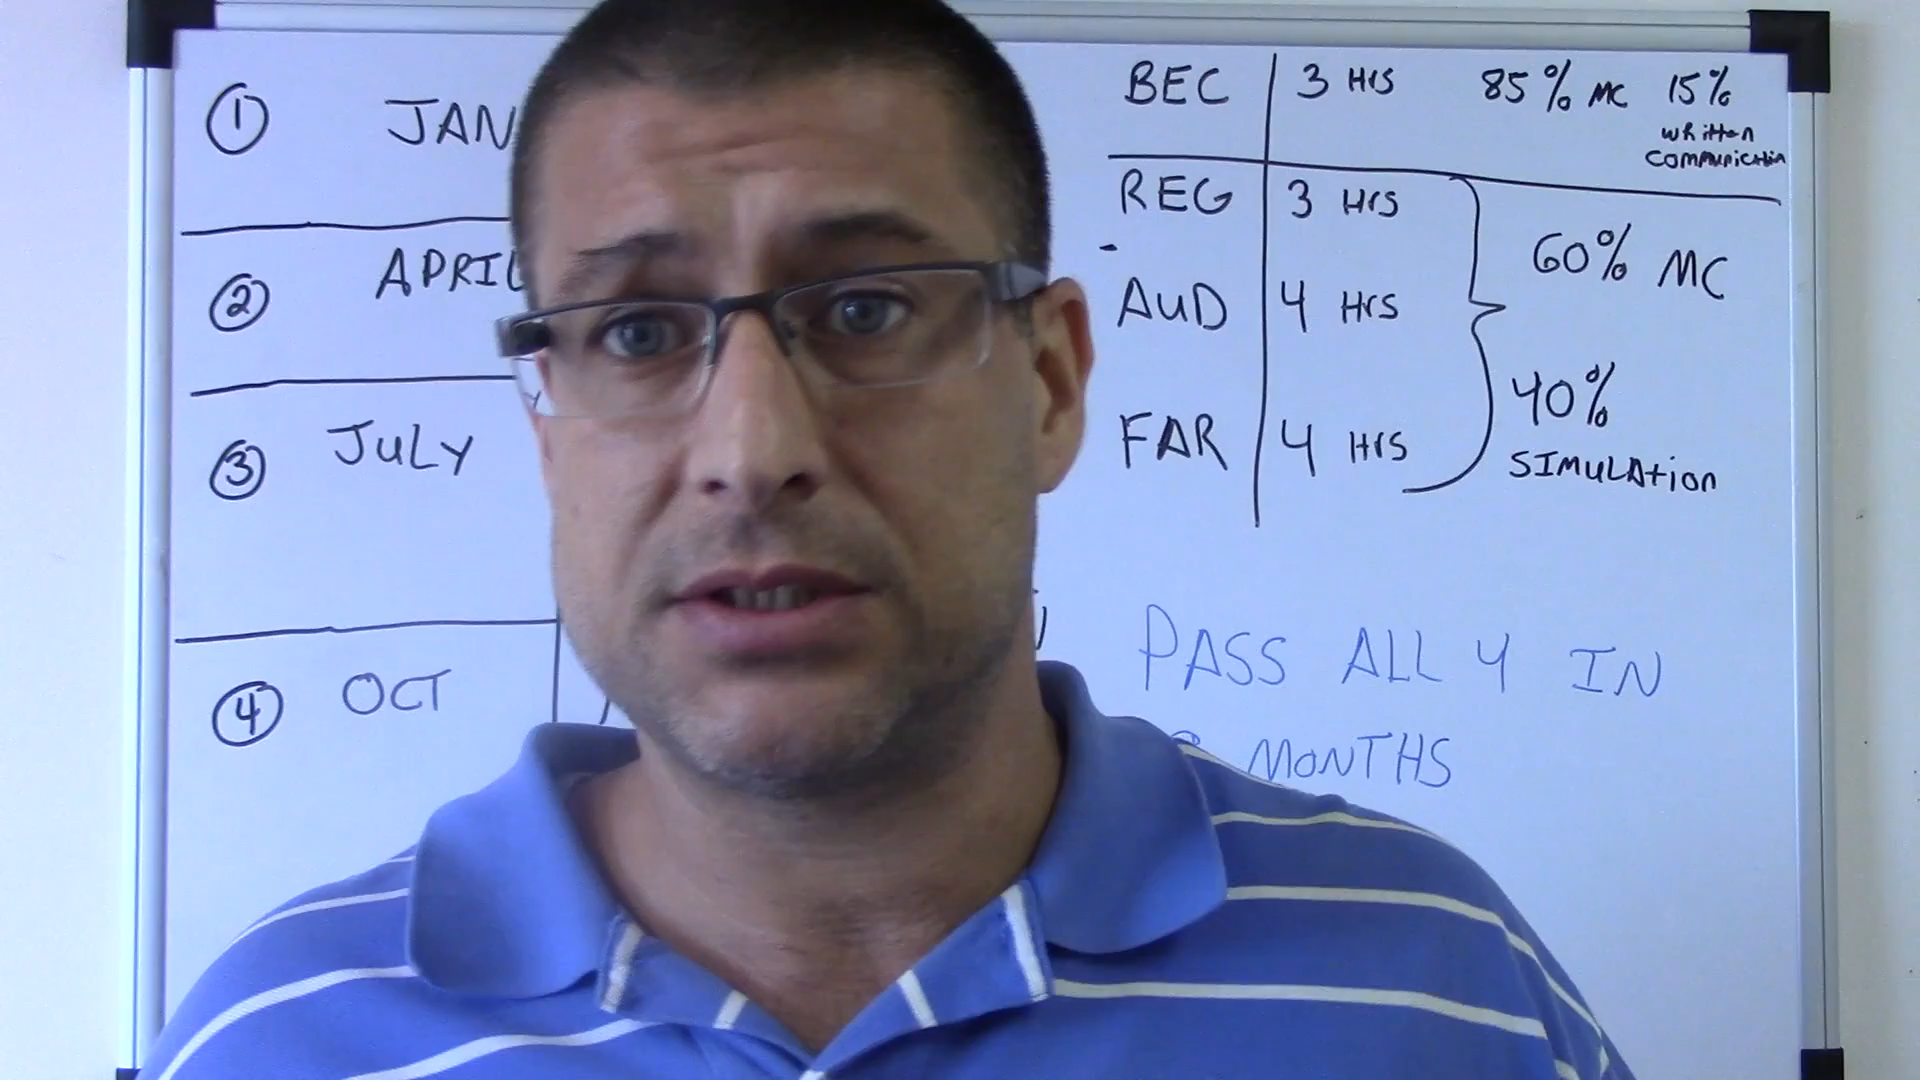 ① JAN
② APRIL
③ JULY
④ OCT
BEC 3 Hrs 85% MC 15%
whitten
communication
REG 3 Hrs
60% MC
AUD 4 Hrs
40%
FAR 4 Hrs
SIMULAtion
PASS ALL 4 IN
MONTHS